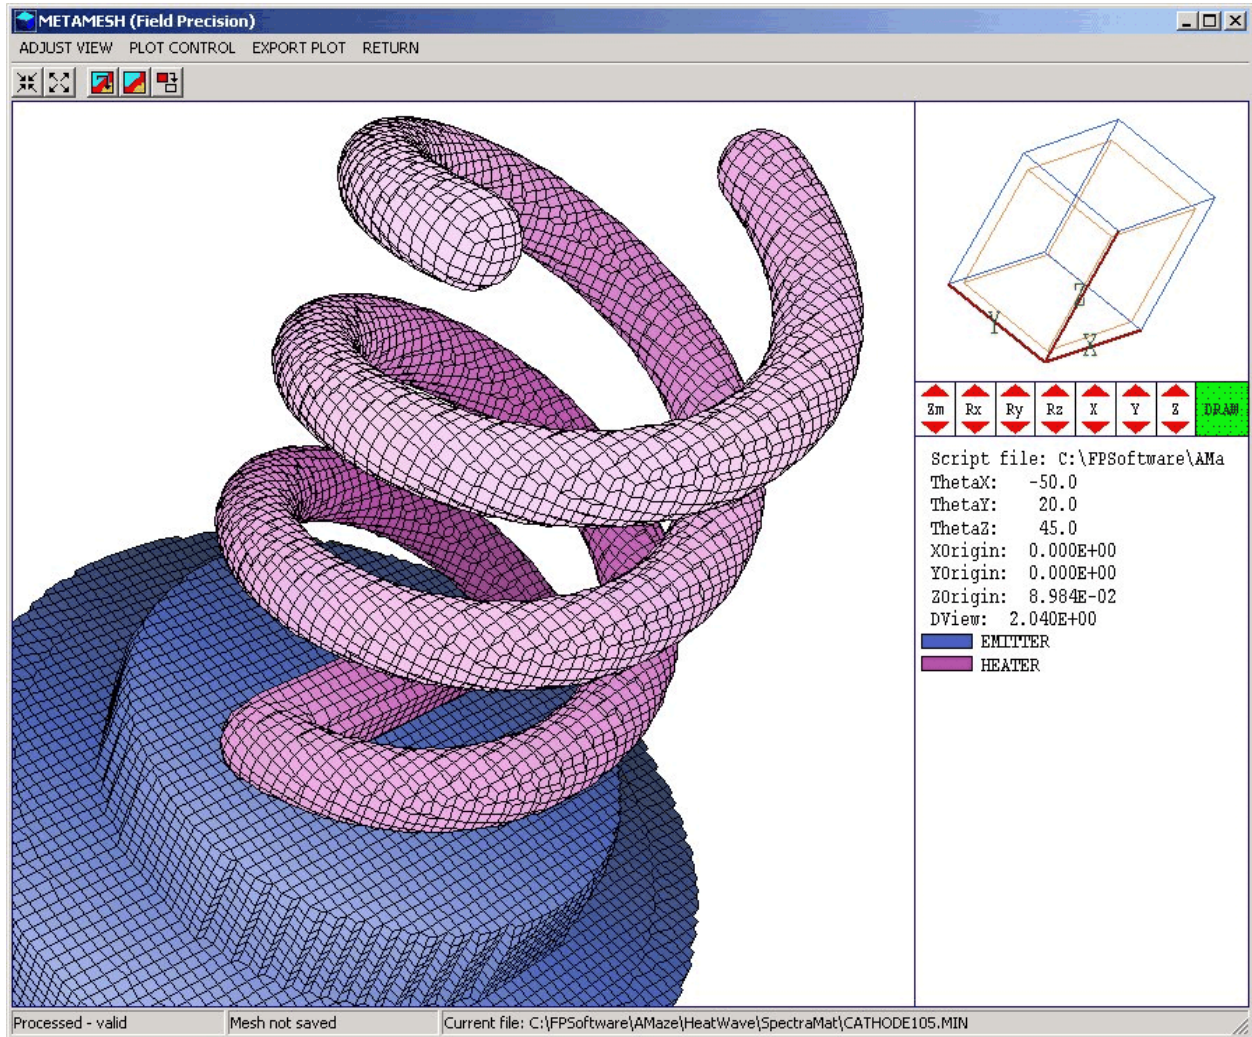 METAMESH (Field Precision)
ADJUST VIEW PLOT CONTROL EXPORT PLOT RETURN
Z
Y
X
Zm Rx Ry Rz X Y Z DRAW
Script file: C:\FPSoftware\AMa
ThetaX: -50.0
ThetaY: 20.0
ThetaZ: 45.0
XOrigin: 0.000E+00
YOrigin: 0.000E+00
ZOrigin: 8.984E-02
DView: 2.040E+00
EMITTER
HEATER
Processed - valid Mesh not saved Current file: C:\FPSoftware\AMaze\HeatWave\SpectraMat\CATHODE105.MIN